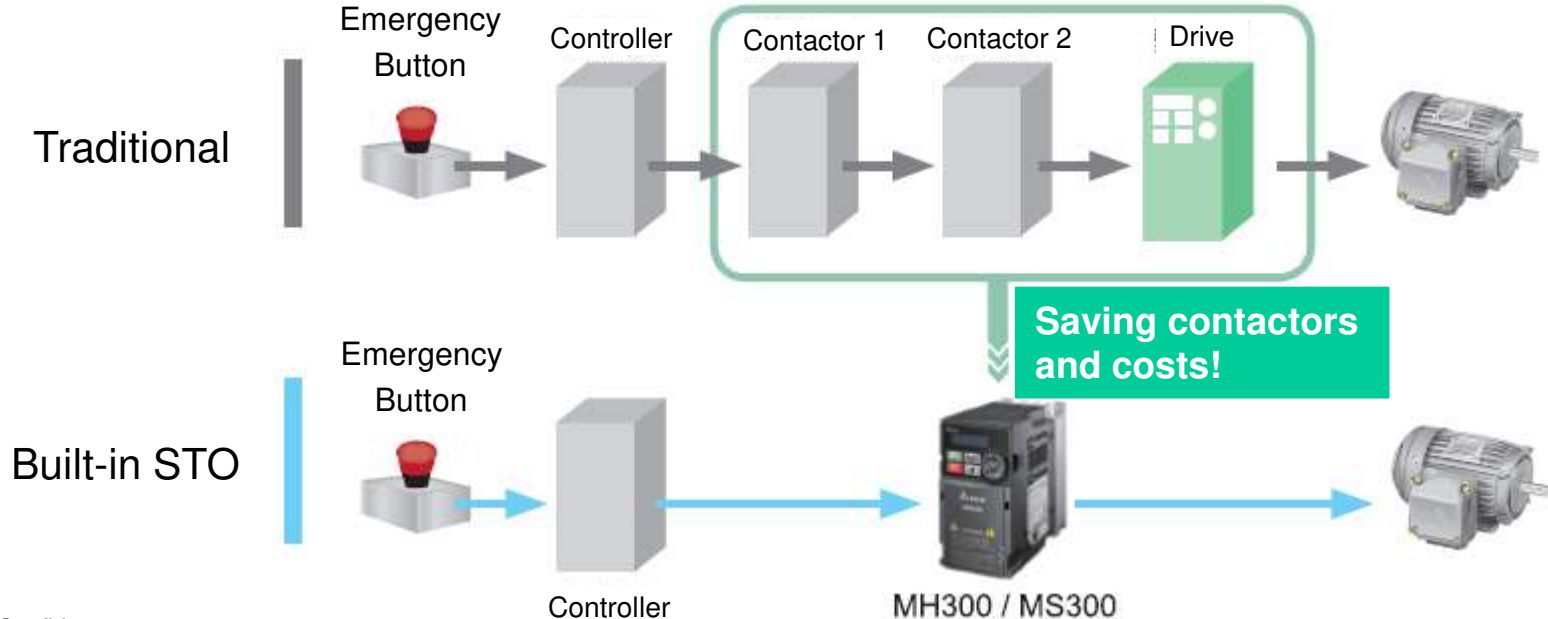 Emergency
Button
Controller
Contactor 1
Contactor 2
Drive
Traditional
Saving contactors
and costs!
Emergency
Button
Built-in STO
Controller
MH300 / MS300